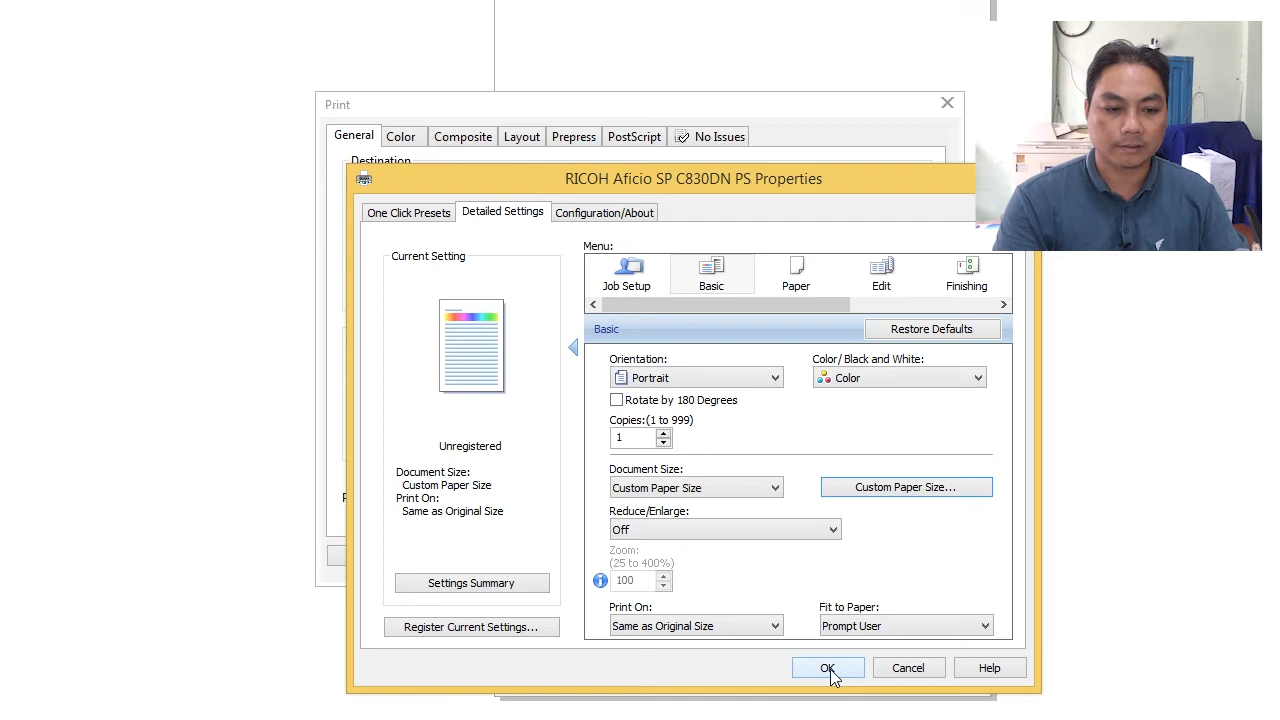 Print
General
Color
Composite
Layout
Prepress
PostScript
No Issues
Destination
RICOH Aficio SP C830DN PS Properties
One Click Presets
Detailed Settings
Configuration/About
Menu:
Current Setting
Job Setup
Basic
Paper
Edit
Finishing
Basic
Restore Defaults
Orientation:
Color/ Black and White:
Portrait
Color
Rotate by 180 Degrees
Copies:(1 to 999)
1
Unregistered
Document Size:
Custom Paper Size
Print On:
Same as Original Size
Document Size:
Custom Paper Size
Custom Paper Size...
Reduce/Enlarge:
Off
Zoom:
(25 to 400%)
100
Settings Summary
Print On:
Fit to Paper:
Register Current Settings...
Same as Original Size
Prompt User
OK
Cancel
Help